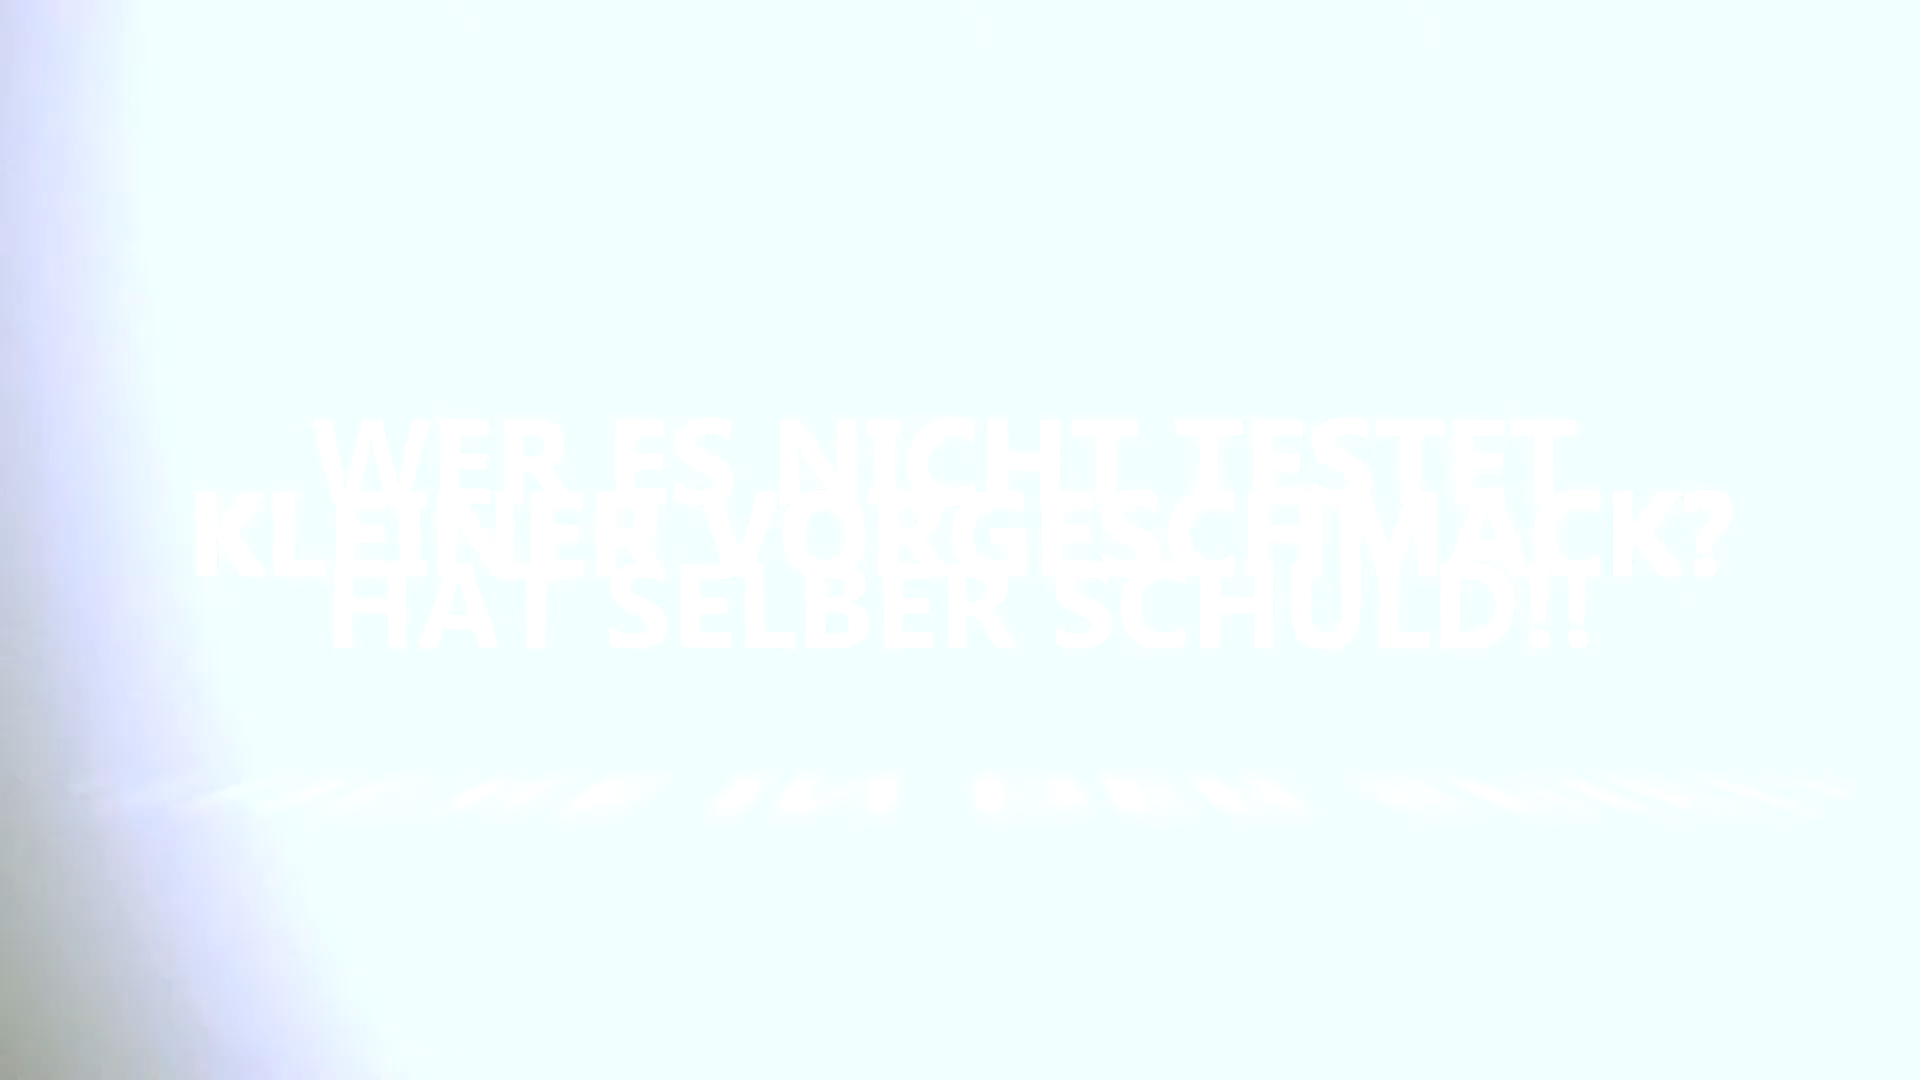 WER ES NICHT TESTET
KLEINER VORGESCHMACK?
HAT SELBER SCHULD!!